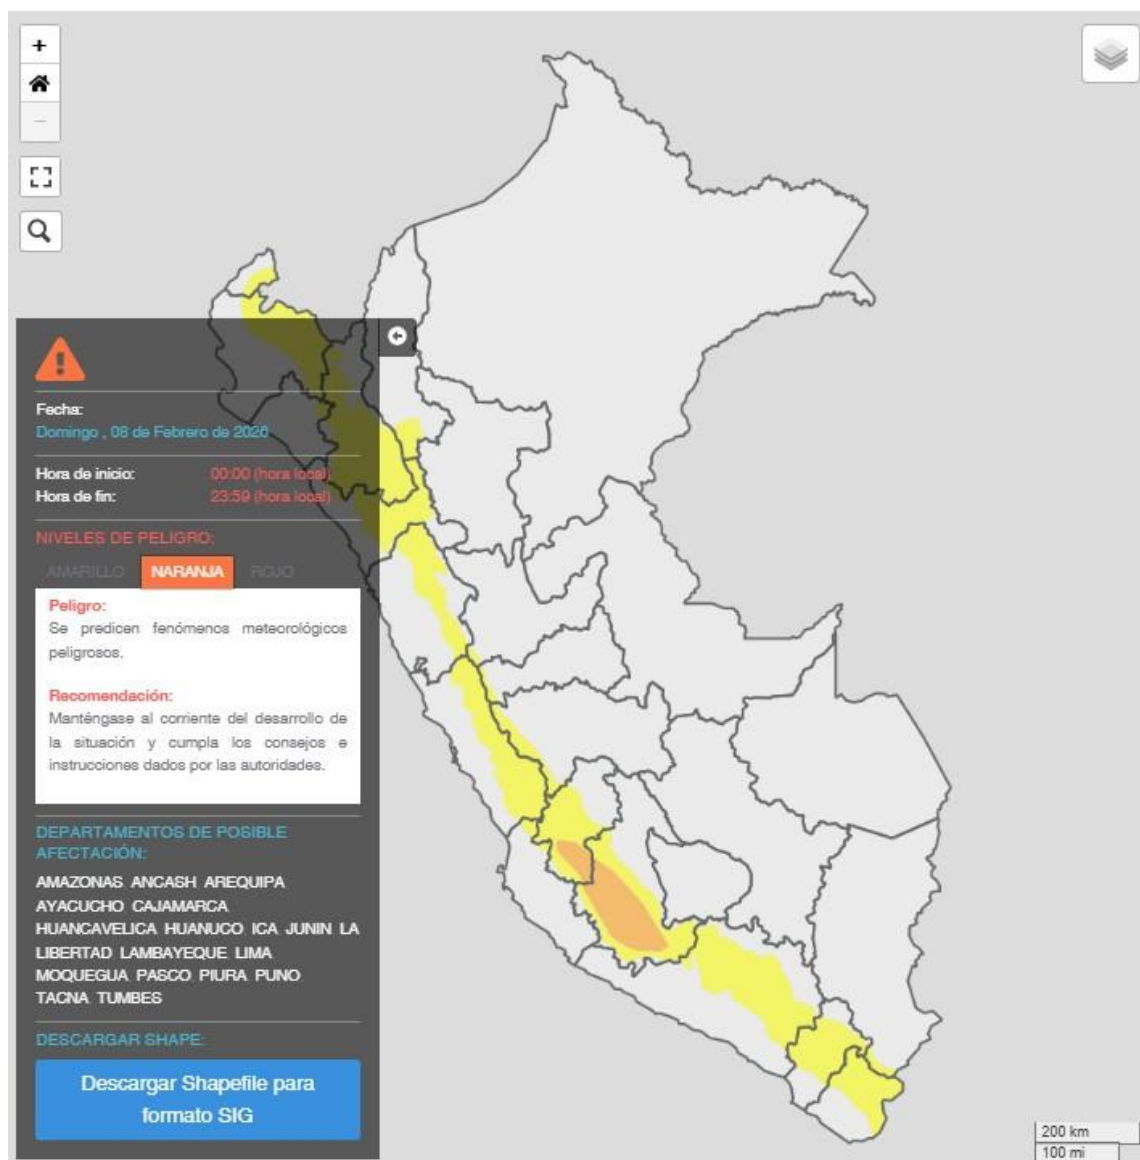 +
−
Fecha:
Domingo , 08 de Febrero de 2026
Hora de inicio: 00:00 (hora local)
Hora de fin: 23:59 (hora local)
NIVELES DE PELIGRO:
AMARILLO NARANJA ROJO
Peligro:
Se predicen fenómenos meteorológicos
peligrosos.
Recomendación:
Manténgase al corriente del desarrollo de
la situación y cumpla los consejos e
instrucciones dados por las autoridades.
DEPARTAMENTOS DE POSIBLE
AFECTACIÓN:
AMAZONAS ANCASH AREQUIPA
AYACUCHO CAJAMARCA
HUANCAVELICA HUANUCO ICA JUNIN LA
LIBERTAD LAMBAYEQUE LIMA
MOQUEGUA PASCO PIURA PUNO
TACNA TUMBES
DESCARGAR SHAPE:
Descargar Shapefile para
formato SIG
200 km
100 mi